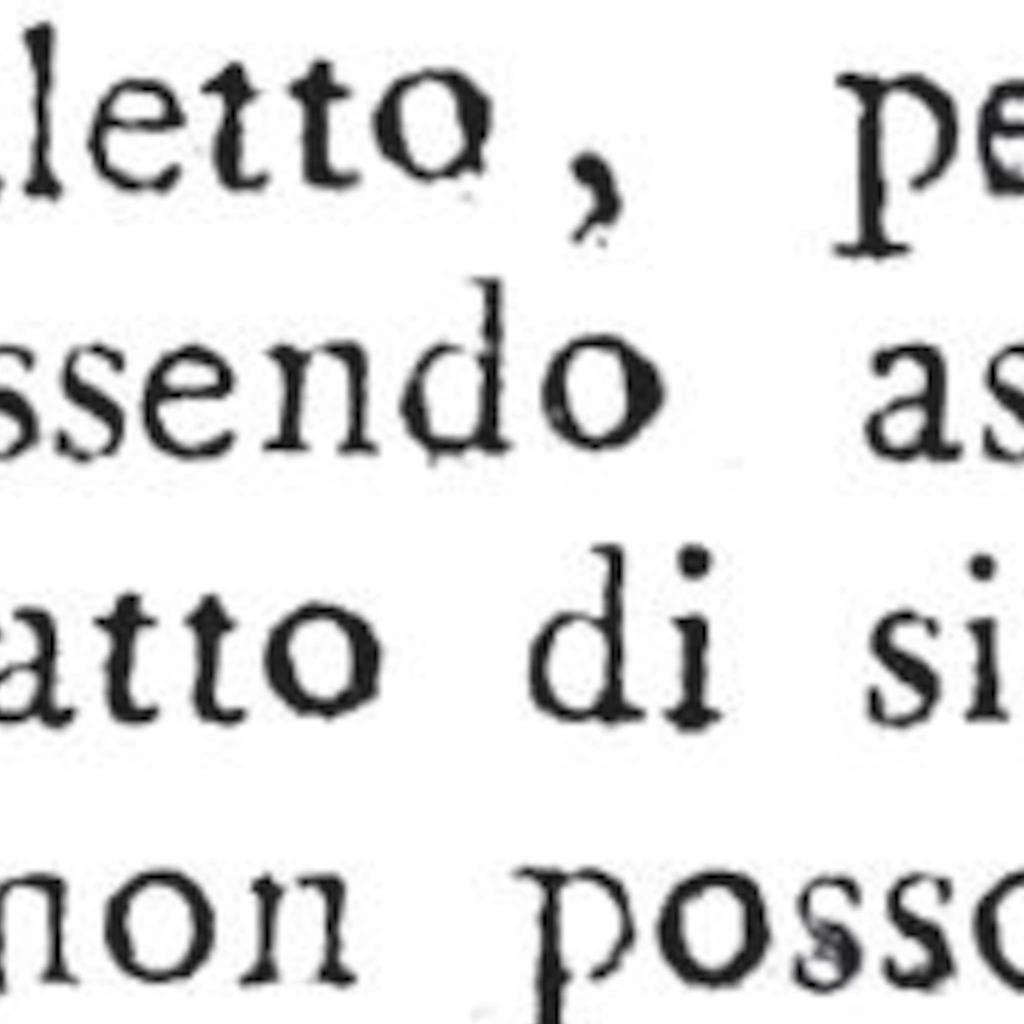 letto, pe
ssendo as
atto di si
non posso